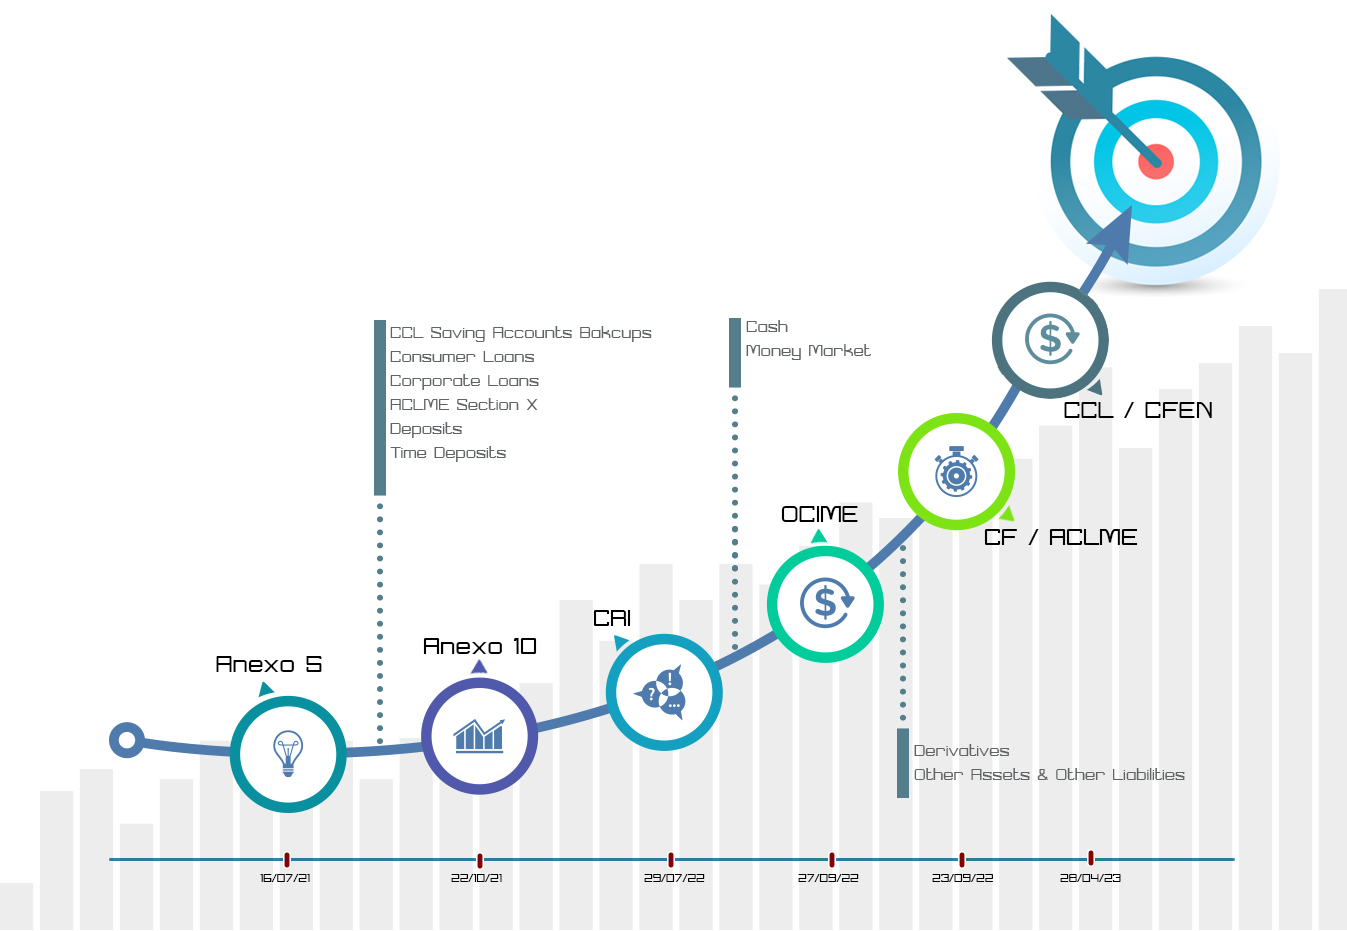 CCL Saving Accounts Bakcups
Consumer Loans
Corporate Loans
ACLME Section X
Deposits
Time Deposits
Cash
Money Market
CCL / CFEN
OCIME
CF / ACLME
CAI
Anexo 10
Anexo 5
Derivatives
Other Assets & Other Liabilities
16/07/21
22/10/21
29/07/22
27/09/22
23/09/22
28/04/23